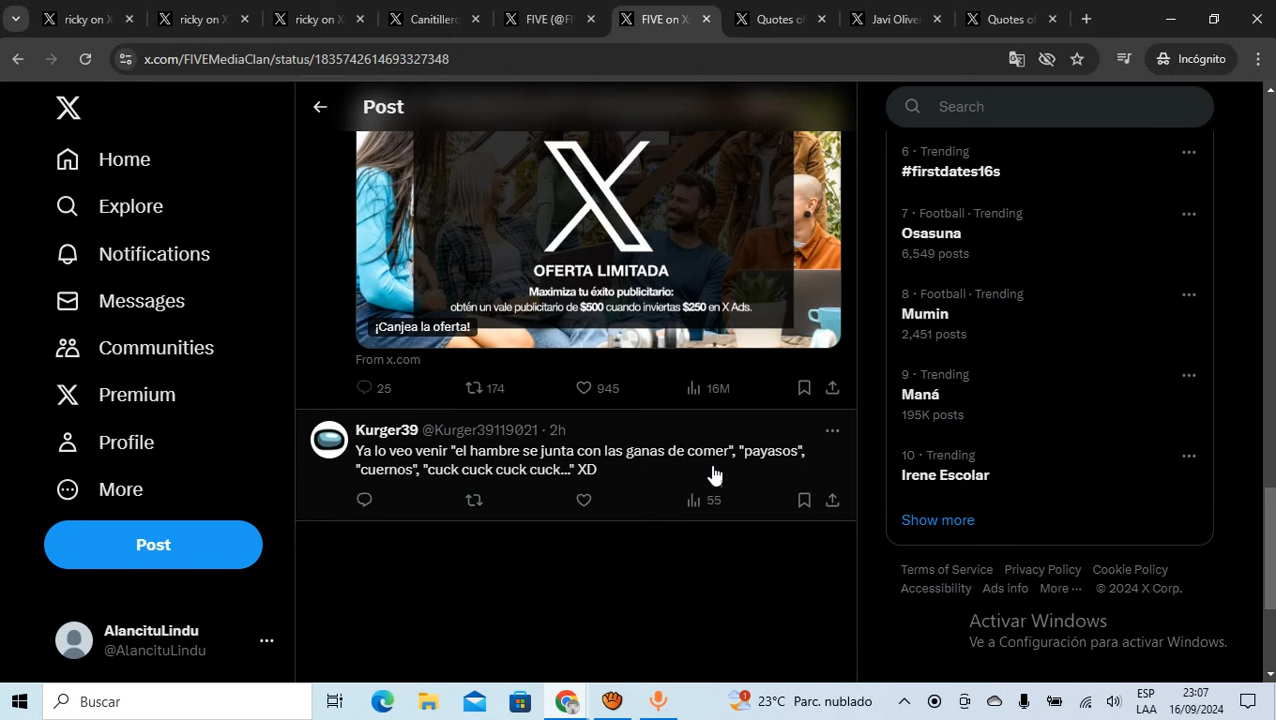 ricky on
ricky on
ricky on
Canitillero
FIVE (@FI
FIVE on X
Quotes of
Javi Olive
Quotes of
x.com/FIVEMediaClan/status/1835742614693327348
Incógnito
Post
Search
Home
Explore
Notifications
Messages
Communities
Premium
Profile
More
Post
AlancituLindu
@AlancituLindu
OFERTA LIMITADA
Maximiza tu éxito publicitario:
obtén un vale publicitario de $500 cuando inviertas $250 en X Ads.
¡Canjea la oferta!
From x.com
25 174 945 16M
Kurger39 @Kurger39119021 · 2h
Ya lo veo venir "el hambre se junta con las ganas de comer", "payasos",
"cuernos", "cuck cuck cuck cuck..." XD
55
6 · Trending
#firstdates16s
7 · Football · Trending
Osasuna
6,549 posts
8 · Football · Trending
Mumin
2,451 posts
9 · Trending
Maná
195K posts
10 · Trending
Irene Escolar
Show more
Terms of Service Privacy Policy Cookie Policy
Accessibility Ads info More ··· © 2024 X Corp.
Activar Windows
Ve a Configuración para activar Windows.
Buscar
1
23°C Parc. nublado
ESP
LAA
23:07
16/09/2024